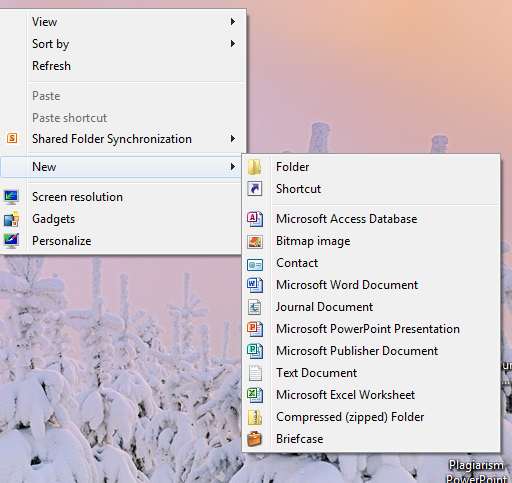 View
Sort by
Refresh
Paste
Paste shortcut
Shared Folder Synchronization
New
Screen resolution
Gadgets
Personalize
Folder
Shortcut
Microsoft Access Database
Bitmap image
Contact
Microsoft Word Document
Journal Document
Microsoft PowerPoint Presentation
Microsoft Publisher Document
Text Document
Microsoft Excel Worksheet
Compressed (zipped) Folder
Briefcase
Plagiarism
PowerPoint